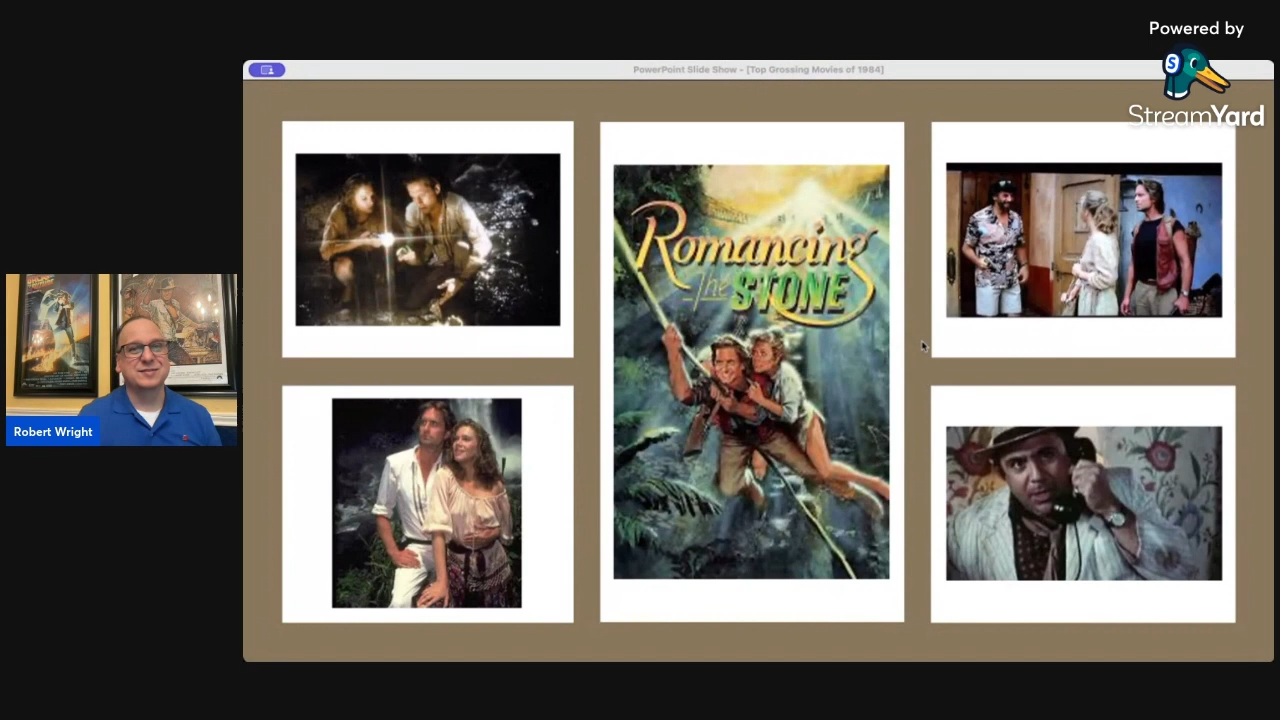 Powered by
StreamYard
PowerPoint Slide Show - [Top Grossing Movies of 1984]
Romancing
the
STONE
Robert Wright